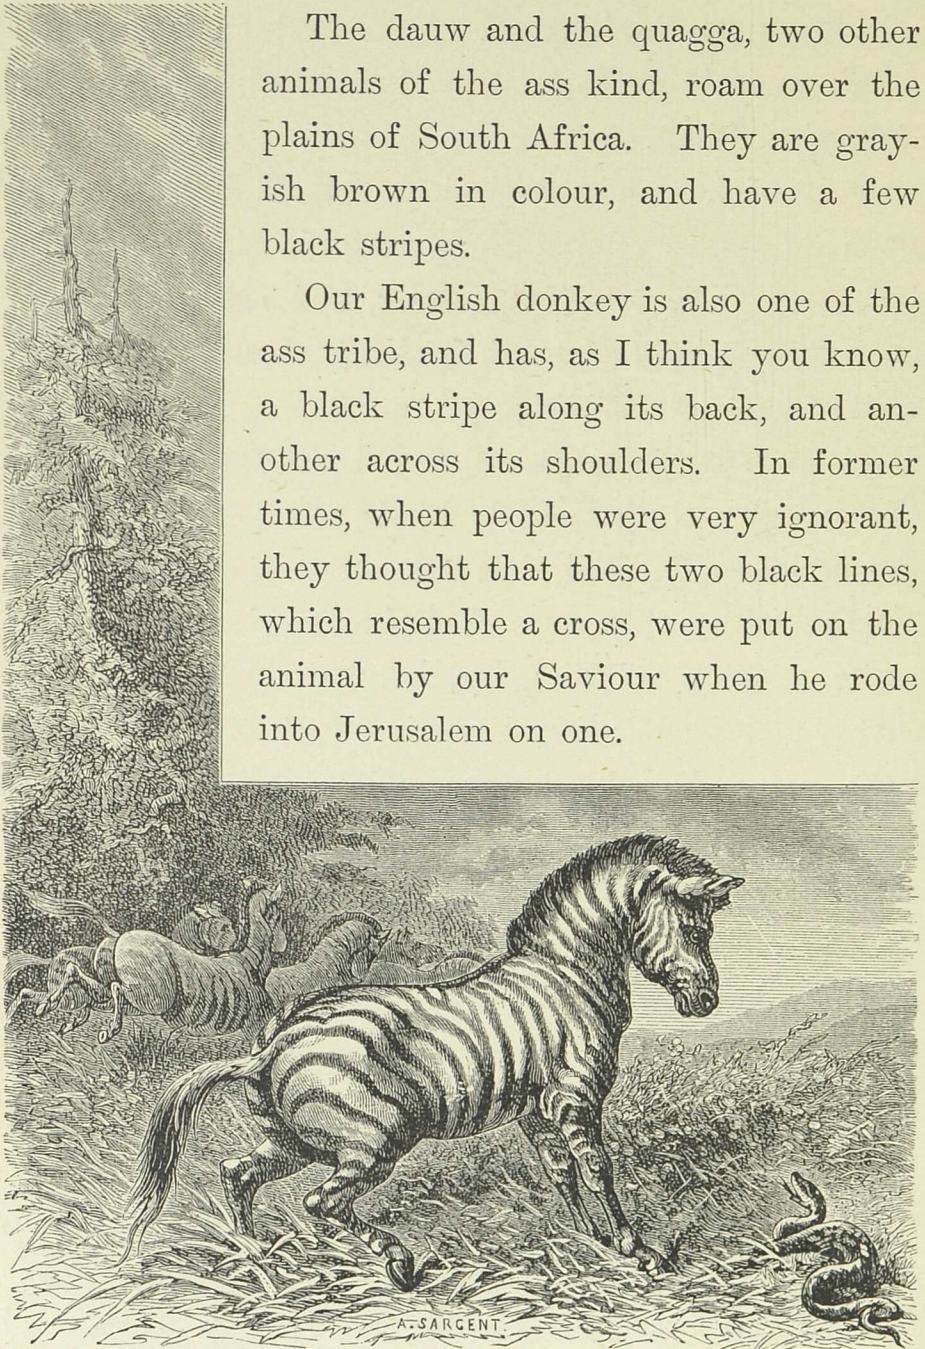 The dauw and the quagga, two other
animals of the ass kind, roam over the
plains of South Africa. They are gray-
ish brown in colour, and have a few
black stripes.
Our English donkey is also one of the
ass tribe, and has, as I think you know,
a black stripe along its back, and an-
other across its shoulders. In former
times, when people were very ignorant,
they thought that these two black lines,
which resemble a cross, were put on the
animal by our Saviour when he rode
into Jerusalem on one.
A. SARGENT